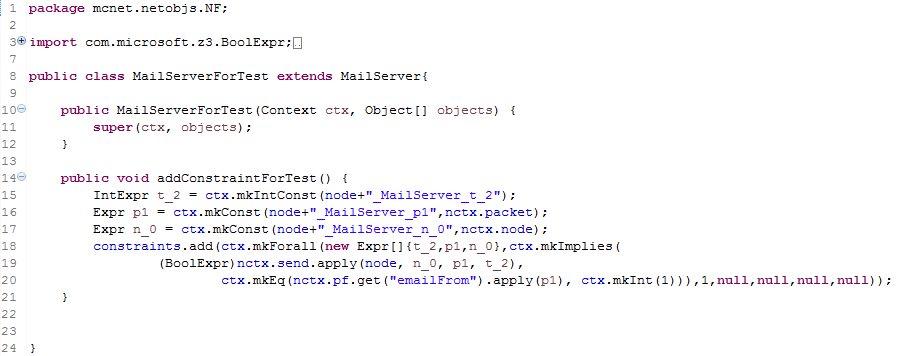 1 package mcnet.netobjs.NF;
2
3 import com.microsoft.z3.BoolExpr;
7
8 public class MailServerForTest extends MailServer{
9
10     public MailServerForTest(Context ctx, Object[] objects) {
11         super(ctx, objects);
12     }
13
14     public void addConstraintForTest() {
15         IntExpr t_2 = ctx.mkIntConst(node+"_MailServer_t_2");
16         Expr p1 = ctx.mkConst(node+"_MailServer_p1",nctx.packet);
17         Expr n_0 = ctx.mkConst(node+"_MailServer_n_0",nctx.node);
18         constraints.add(ctx.mkForall(new Expr[]{t_2,p1,n_0},ctx.mkImplies(
19                 (BoolExpr)nctx.send.apply(node, n_0, p1, t_2),
20                         ctx.mkEq(nctx.pf.get("emailFrom").apply(p1), ctx.mkInt(1))),1,null,null,null,null));
21     }
22
23
24 }